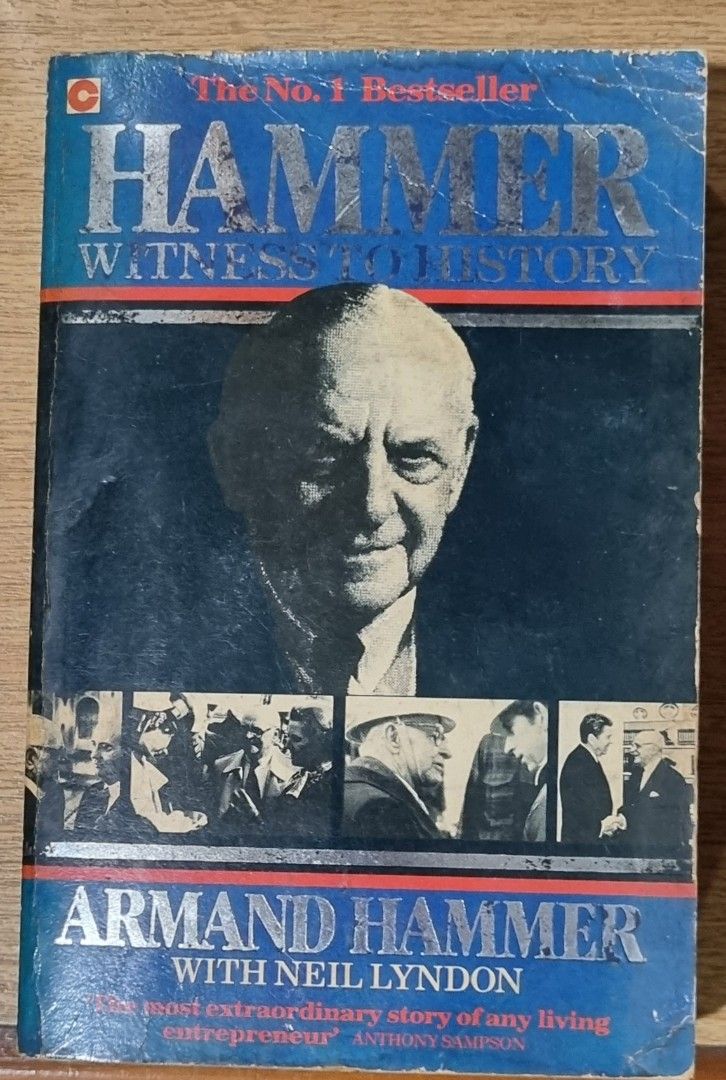 The No. 1 Bestseller
HAMMER
WITNESS TO HISTORY
ARMAND HAMMER
WITH NEIL LYNDON
'The most extraordinary story of any living
entrepreneur' ANTHONY SAMPSON